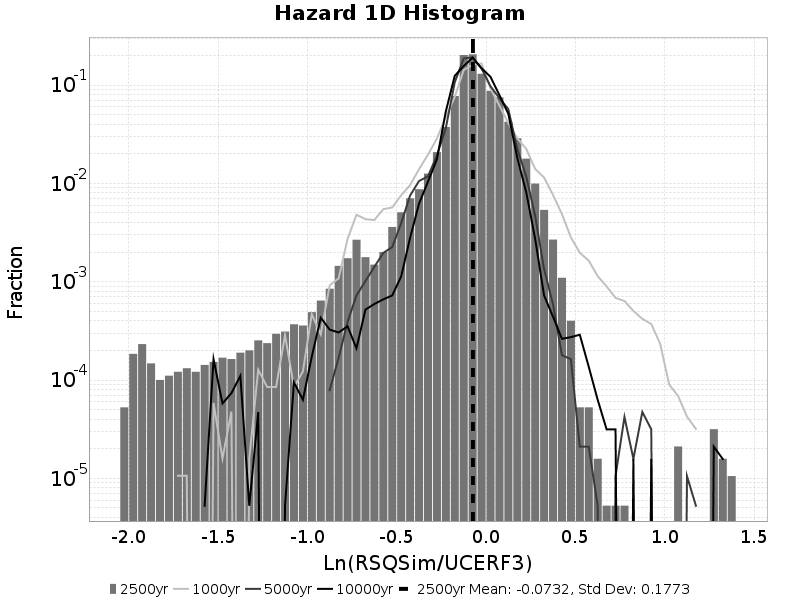 Hazard 1D Histogram
10-1
10-2
10-3
10-4
10-5
Fraction
-2.0 -1.5 -1.0 -0.5 0.0 0.5 1.0 1.5
Ln(RSQSim/UCERF3)
2500yr 1000yr 5000yr 10000yr 2500yr Mean: -0.0732, Std Dev: 0.1773